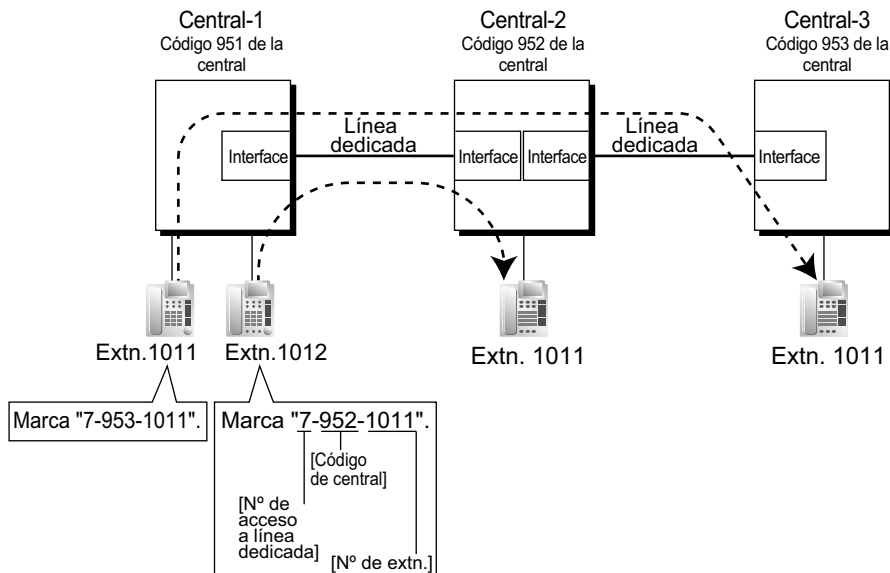 Central-1
Código 951 de la
central
Central-2
Código 952 de la
central
Central-3
Código 953 de la
central
Línea
dedicada
Línea
dedicada
Interface
Interface
Interface
Interface
Extn.1011
Extn.1012
Extn. 1011
Extn. 1011
Marca "7-953-1011".
Marca "7-952-1011".
[Código
de central]
[Nº de
acceso
a línea
dedicada]
[Nº de extn.]